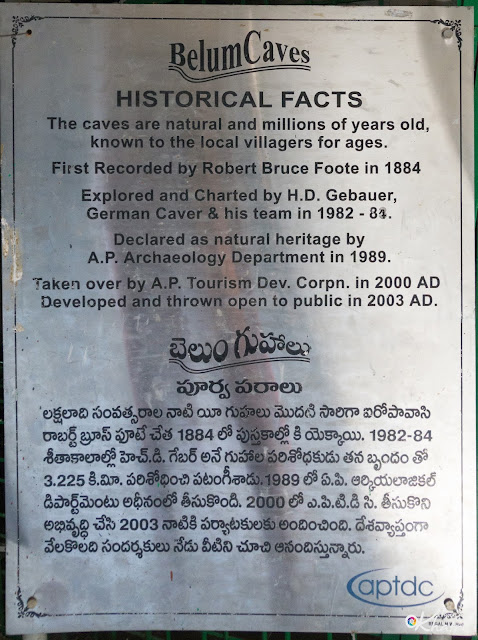 Belum Caves
HISTORICAL FACTS
The caves are natural and millions of years old,
known to the local villagers for ages.
First Recorded by Robert Bruce Foote in 1884
Explored and Charted by H.D. Gebauer,
German Caver & his team in 1982 - 84.
Declared as natural heritage by
A.P. Archaeology Department in 1989.
Taken over by A.P. Tourism Dev. Corpn. in 2000 AD
Developed and thrown open to public in 2003 AD.
బెలుం గుహలు
పూర్వ పరాలు
లక్షలాది సంవత్సరాల నాటి యీ గుహలు మొదటి సారిగా ఐరోపావాసి
రాబర్ట్ బ్రూస్ పూటే చేత 1884 లో పుస్తకాల్లో కి యెక్కాయి. 1982-84
శీతాకాలాల్లో హెచ్.డి. గేబర్ అనే గుహాల పరిశోధకుడు తన బృందం తో
3.225 కి.మీ. పరిశోధించి పటంగీశాడు. 1989 లో ఏ.పి. ఆర్కియలాజికల్
డిపార్ట్‌మెంటు అధీనంలో తీసుకొంది. 2000 లో ఎ.పి.టి.డి సి. తీసుకొని
అభివృద్ధి చేసి 2003 నాటికి పర్యాటకులకు అందించింది. దేశవ్యాప్తంగా
వేలకొలది సందర్శకులు నేడు వీటిని చూచి ఆనందిస్తున్నారు.
aptdc